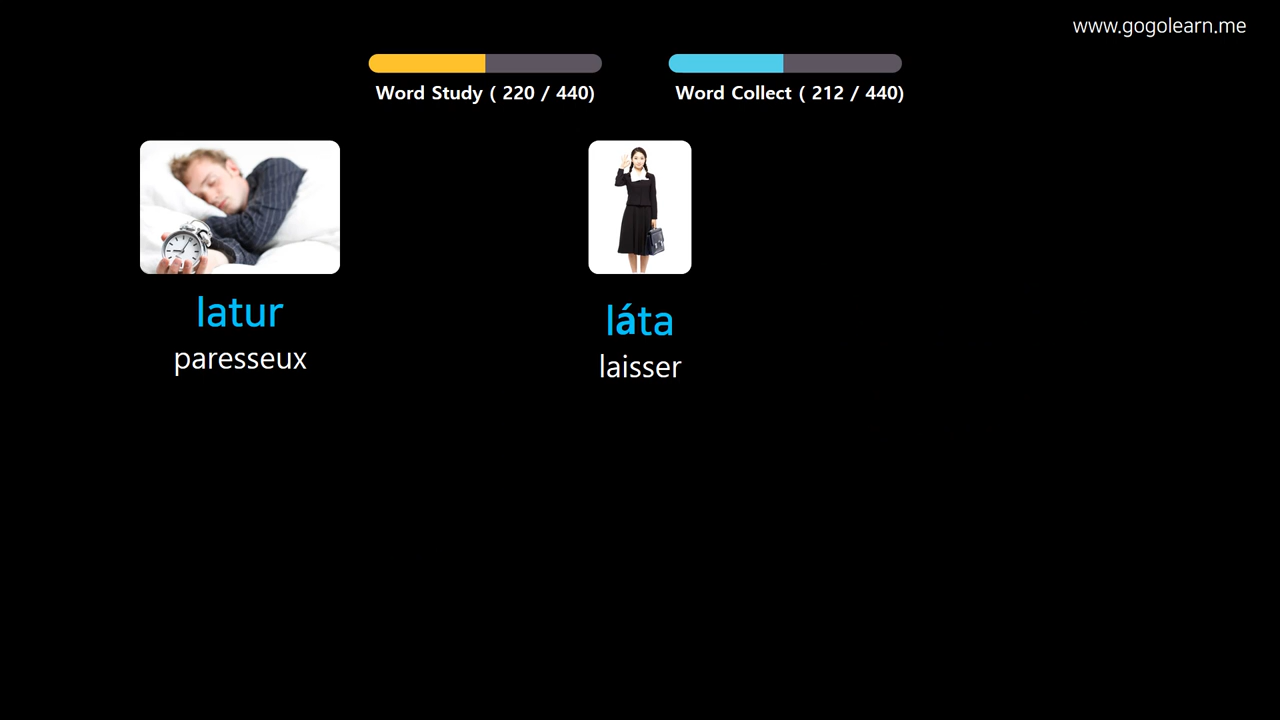 www.gogolearn.me
Word Study ( 220 / 440)
Word Collect ( 212 / 440)
latur
paresseux
láta
laisser